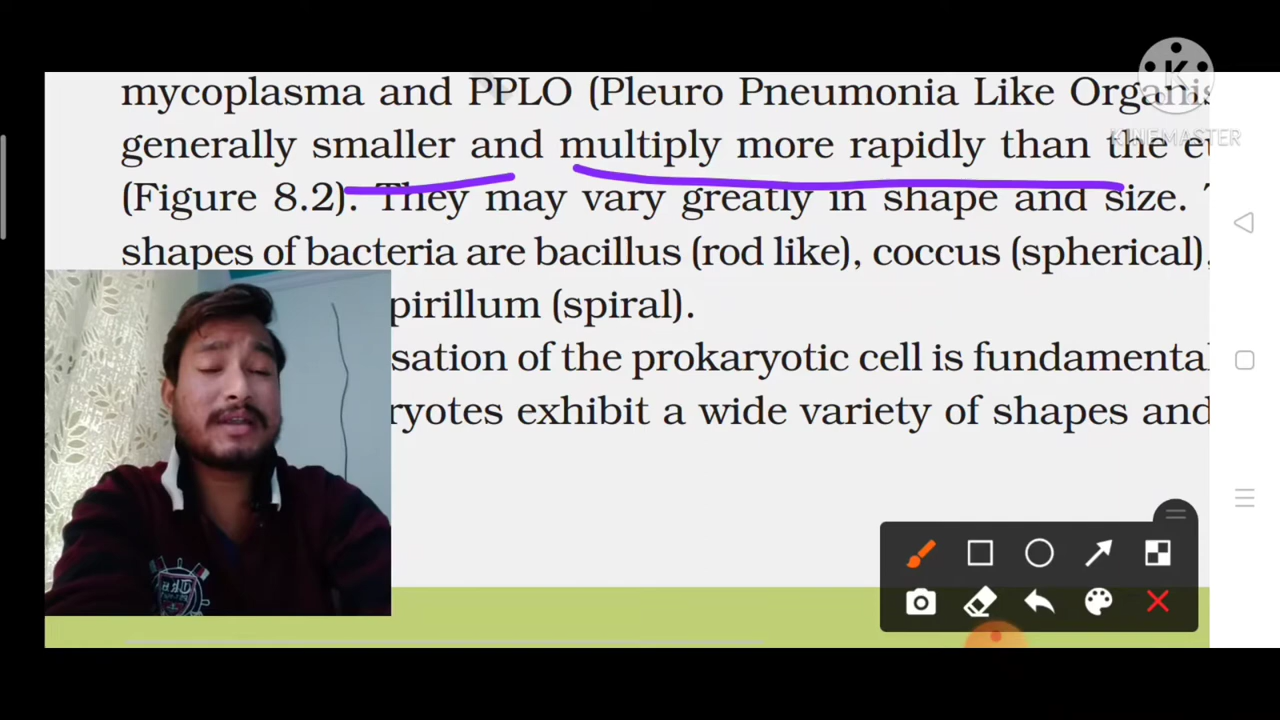 mycoplasma and PPLO (Pleuro Pneumonia Like Organis
KINEMASTER
generally smaller and multiply more rapidly than the eu
(Figure 8.2). They may vary greatly in shape and size.
shapes of bacteria are bacillus (rod like), coccus (spherical),
pirillum (spiral).
sation of the prokaryotic cell is fundamental
ryotes exhibit a wide variety of shapes and